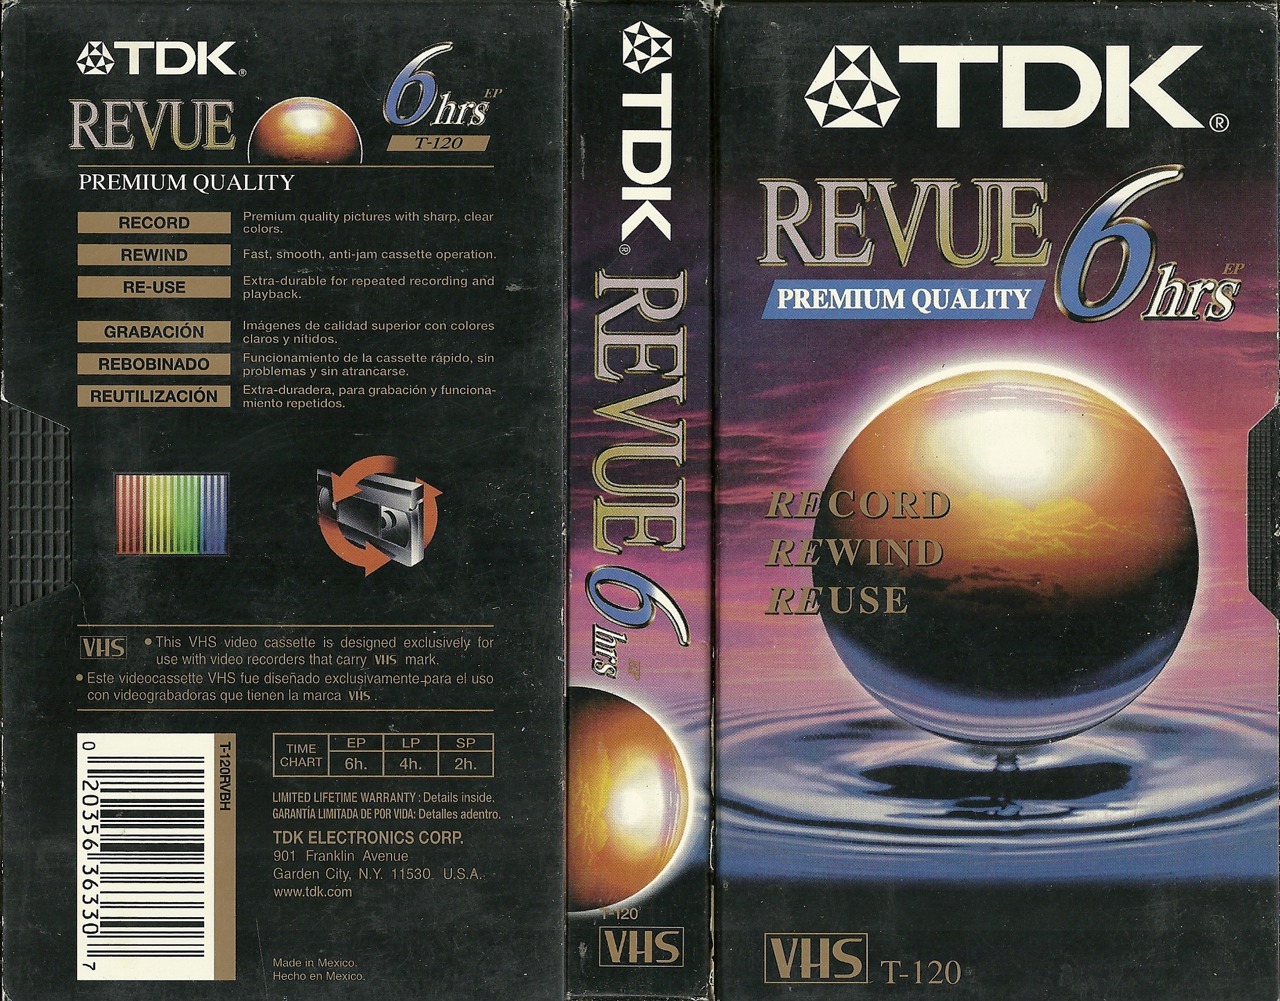 TDK®
REVUE
6hrs EP
T-120
PREMIUM QUALITY
RECORD
Premium quality pictures with sharp, clear
colors.
REWIND
Fast, smooth, anti-jam cassette operation.
RE-USE
Extra-durable for repeated recording and
playback.
GRABACIÓN
Imágenes de calidad superior con colores
claros y nítidos.
REBOBINADO
Funcionamiento de la cassette rápido, sin
problemas y sin atrancarse.
REUTILIZACIÓN
Extra-duradera, para grabación y funciona-
miento repetidos.
VHS
• This VHS video cassette is designed exclusively for
use with video recorders that carry VHS mark.
• Este videocassette VHS fue diseñado exclusivamente para el uso
con videograbadoras que tienen la marca VHS.
T-120RVBH
0 20356 36330 7
TIME CHART
EP LP SP
6h. 4h. 2h.
LIMITED LIFETIME WARRANTY : Details inside.
GARANTÍA LIMITADA DE POR VIDA: Detalles adentro.
TDK ELECTRONICS CORP.
901 Franklin Avenue
Garden City, N.Y. 11530 U.S.A.
www.tdk.com
Made in Mexico.
Hecho en Mexico.
TDK®
REVUE
6hrs EP
T-120
VHS
TDK®
REVUE
6hrs EP
PREMIUM QUALITY
RECORD
REWIND
REUSE
VHS T-120